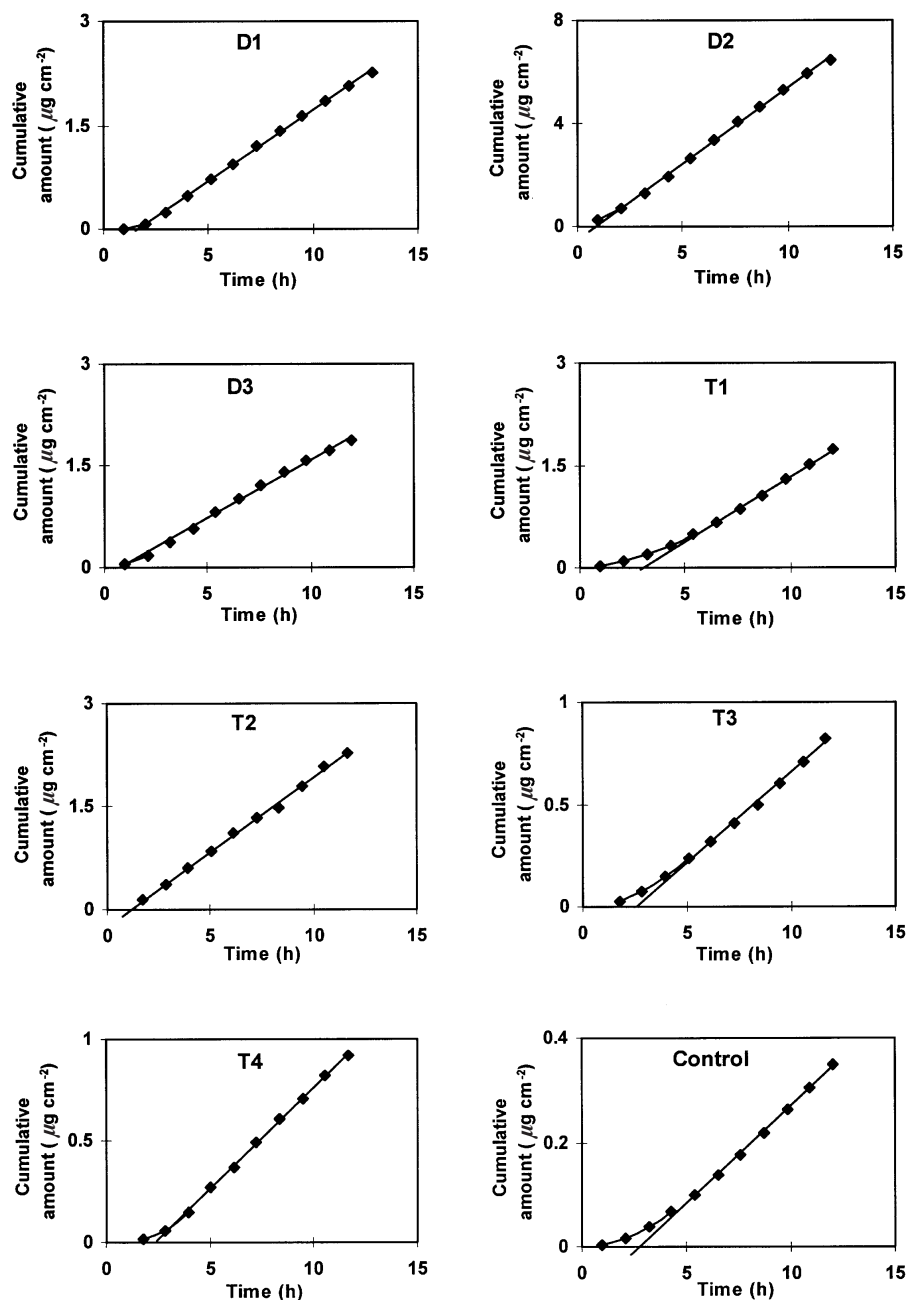 D1
Cumulative
amount ( μg cm-2)
3
1.5
0
0 5 10 15
Time (h)
D2
Cumulative
amount ( μg cm-2)
8
4
0
0 5 10 15
Time (h)
D3
Cumulative
amount ( μg cm-2)
3
1.5
0
0 5 10 15
Time (h)
T1
Cumulative
amount ( μg cm-2)
3
1.5
0
0 5 10 15
Time (h)
T2
Cumulative
amount ( μg cm-2)
3
1.5
0
0 5 10 15
Time (h)
T3
Cumulative
amount ( μg cm-2)
1
0.5
0
0 5 10 15
Time (h)
T4
Cumulative
amount ( μg cm-2)
1
0.5
0
0 5 10 15
Time (h)
Control
Cumulative
amount ( μg cm-2)
0.4
0.2
0
0 5 10 15
Time (h)